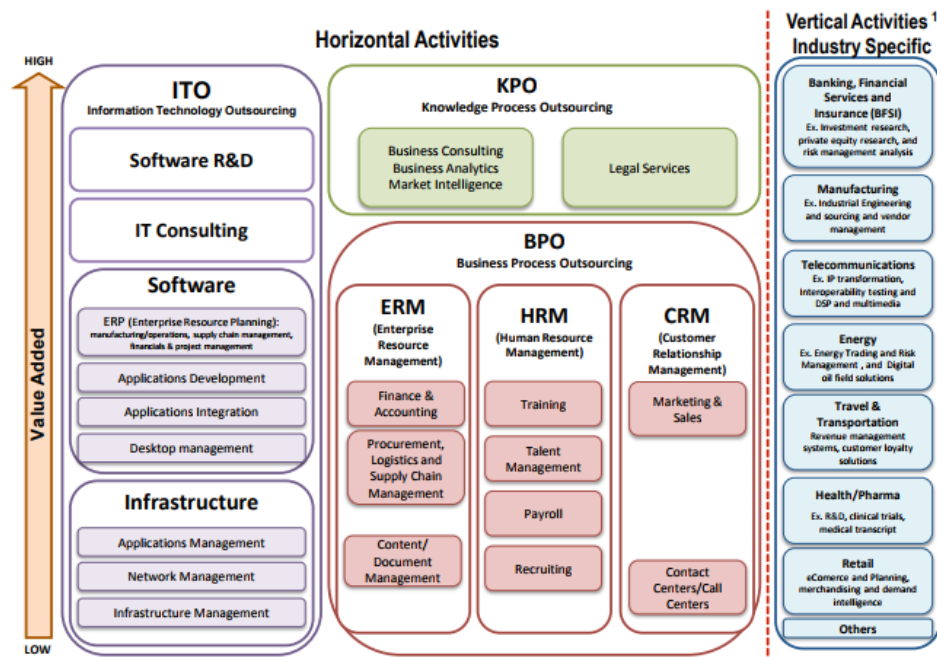 Horizontal Activities
Vertical Activities 1
Industry Specific
HIGH
Value Added
LOW
ITO
Information Technology Outsourcing
Software R&D
IT Consulting
Software
ERP (Enterprise Resource Planning):
manufacturing/operations, supply chain management,
financials & project management
Applications Development
Applications Integration
Desktop management
Infrastructure
Applications Management
Network Management
Infrastructure Management
KPO
Knowledge Process Outsourcing
Business Consulting
Business Analytics
Market Intelligence
Legal Services
BPO
Business Process Outsourcing
ERM
(Enterprise
Resource
Management)
Finance &
Accounting
Procurement,
Logistics and
Supply Chain
Management
Content/
Document
Management
HRM
(Human Resource
Management)
Training
Talent
Management
Payroll
Recruiting
CRM
(Customer
Relationship
Management)
Marketing &
Sales
Contact
Centers/Call
Centers
Banking, Financial
Services and
Insurance (BFSI)
Ex. Investment research,
private equity research, and
risk management analysis
Manufacturing
Ex. Industrial Engineering
and sourcing and vendor
management
Telecommunications
Ex. IP transformation,
Interoperability testing and
DSP and multimedia
Energy
Ex. Energy Trading and Risk
Management , and Digital
oil field solutions
Travel &
Transportation
Revenue management
systems, customer loyalty
solutions
Health/Pharma
Ex. R&D, clinical trials,
medical transcript
Retail
eComerce and Planning,
merchandising and demand
intelligence
Others